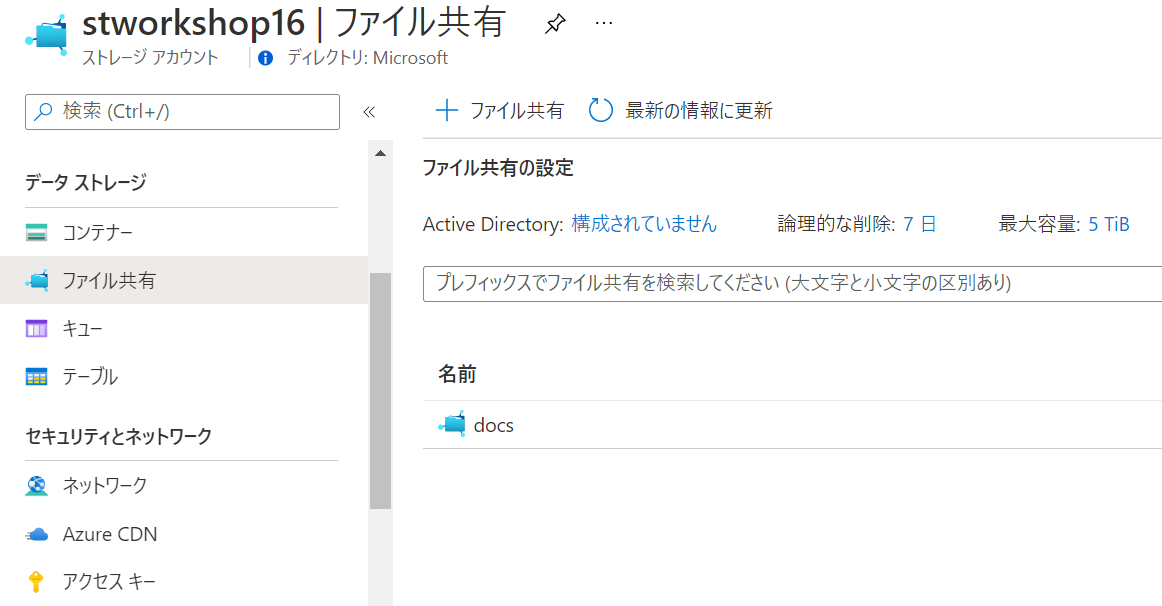 stworkshop16 | ファイル共有 ...
ストレージ アカウント ディレクトリ: Microsoft
検索 (Ctrl+/)
データ ストレージ
コンテナー
ファイル共有
キュー
テーブル
セキュリティとネットワーク
ネットワーク
Azure CDN
アクセス キー
ファイル共有 最新の情報に更新
ファイル共有の設定
Active Directory: 構成されていません 論理的な削除: 7 日 最大容量: 5 TiB
プレフィックスでファイル共有を検索してください (大文字と小文字の区別あり)
名前
docs